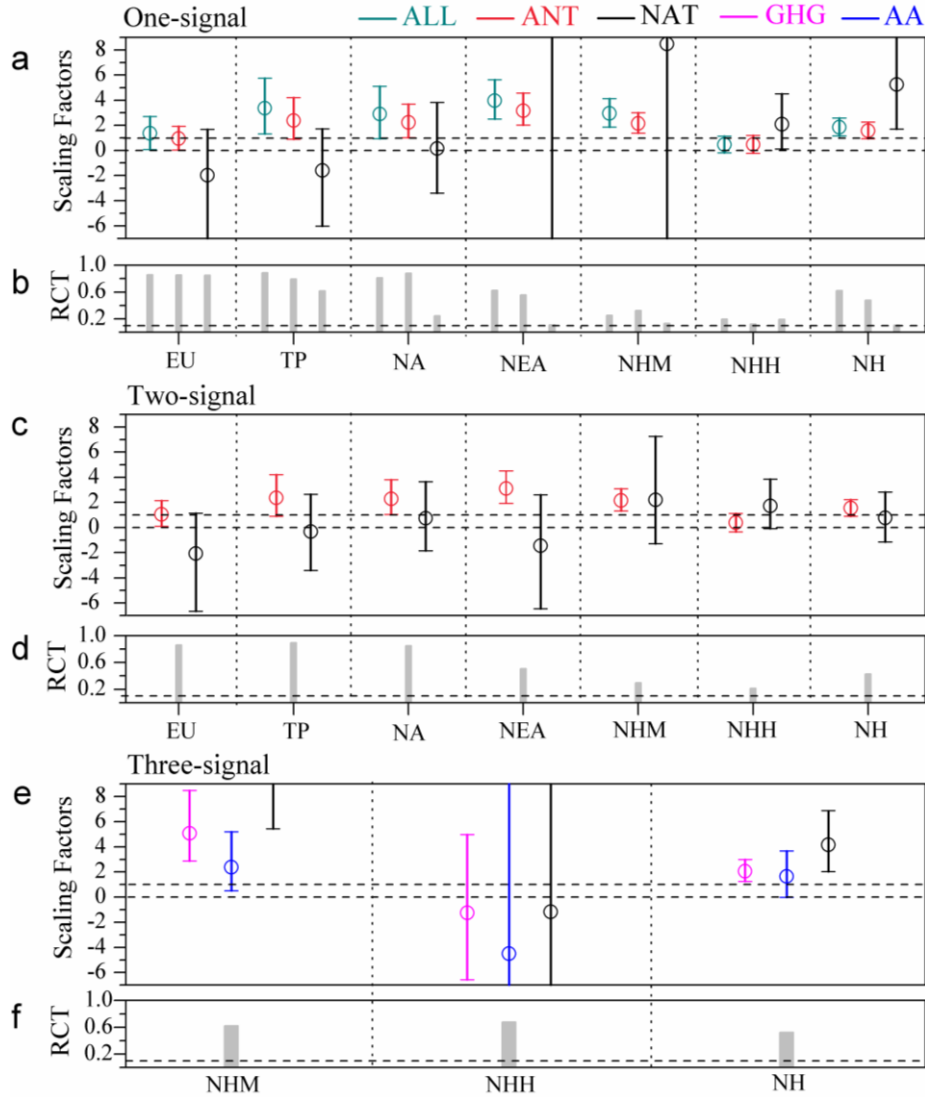 One-signal ALL ANT NAT GHG AA
a
Scaling Factors
8
6
4
2
0
-2
-4
-6
b
RCT
1.0
0.6
0.2
EU TP NA NEA NHM NHH NH
Two-signal
c
Scaling Factors
8
6
4
2
0
-2
-4
-6
d
RCT
1.0
0.6
0.2
EU TP NA NEA NHM NHH NH
Three-signal
e
Scaling Factors
8
6
4
2
0
-2
-4
-6
f
RCT
1.0
0.6
0.2
NHM NHH NH